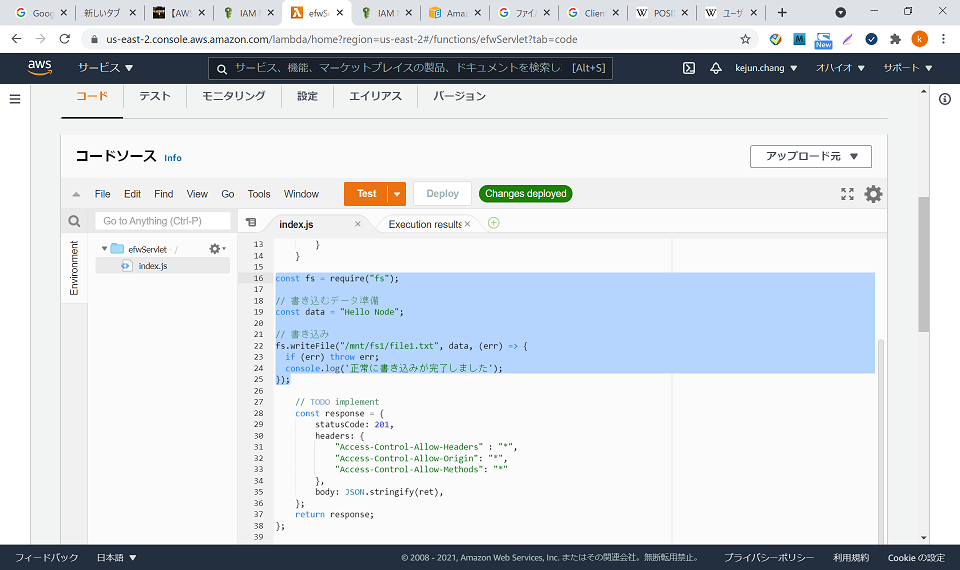 Goog
新しいタブ
【AWS
IAM M
efwSe
IAM M
Amaz
ファイル
Clien
POSI
ユーザ
us-east-2.console.aws.amazon.com/lambda/home?region=us-east-2#/functions/efwServlet?tab=code
New
k
aws
サービス ▼
サービス、機能、マーケットプレイスの製品、ドキュメントを検索し [Alt+S]
kejun.chang ▼
オハイオ ▼
サポート ▼
コード
テスト
モニタリング
設定
エイリアス
バージョン
コードソース Info
アップロード元 ▼
File Edit Find View Go Tools Window
Test
Deploy
Changes deployed
Go to Anything (Ctrl-P)
index.js ×
Execution results ×
Environment
efwServlet - /
index.js
13 }
14 }
15
16 const fs = require("fs");
17
18 // 書き込むデータ準備
19 const data = "Hello Node";
20
21 // 書き込み
22 fs.writeFile("/mnt/fs1/file1.txt", data, (err) => {
23 if (err) throw err;
24 console.log('正常に書き込みが完了しました');
25 });
26
27 // TODO implement
28 const response = {
29 statusCode: 201,
30 headers: {
31 "Access-Control-Allow-Headers" : "*",
32 "Access-Control-Allow-Origin": "*",
33 "Access-Control-Allow-Methods": "*"
34 },
35 body: JSON.stringify(ret),
36 };
37 return response;
38 };
39
フィードバック 日本語 ▼
© 2008 - 2021, Amazon Web Services, Inc. またはその関連会社。無断転用禁止。
プライバシーポリシー 利用規約 Cookie の設定